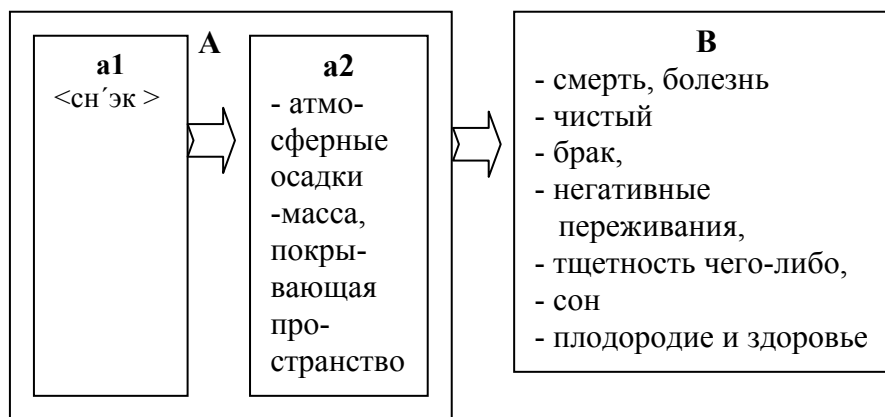 A
a1
<сн´эк >
a2
- атмо-
сферные
осадки
-масса,
покры-
вающая
про-
странство
B
- смерть, болезнь
- чистый
- брак,
- негативные
переживания,
- тщетность чего-либо,
- сон
- плодородие и здоровье